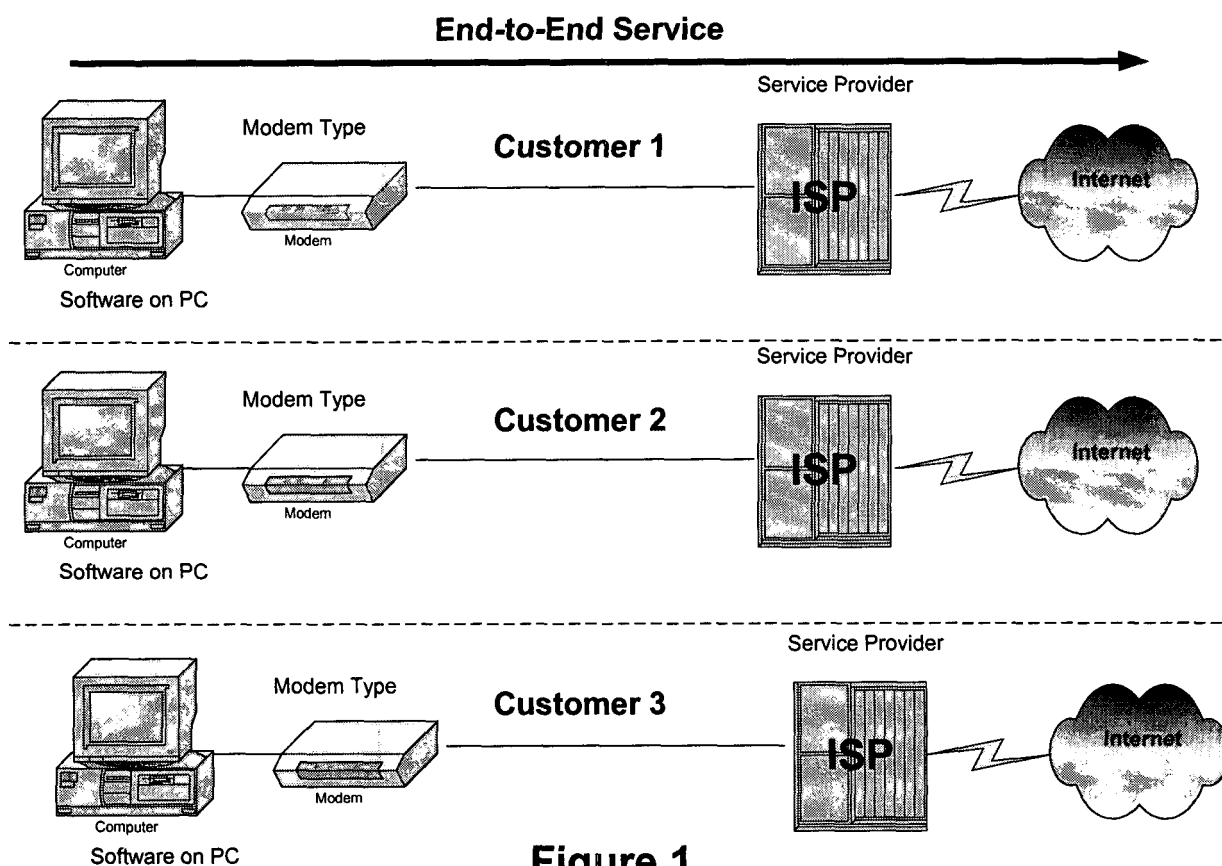 End-to-End Service
Service Provider
Modem Type
Customer 1
ISP
Internet
Modem
Computer
Software on PC
Service Provider
Modem Type
Customer 2
ISP
Internet
Modem
Computer
Software on PC
Service Provider
Modem Type
Customer 3
ISP
Internet
Modem
Computer
Software on PC
Figure 1